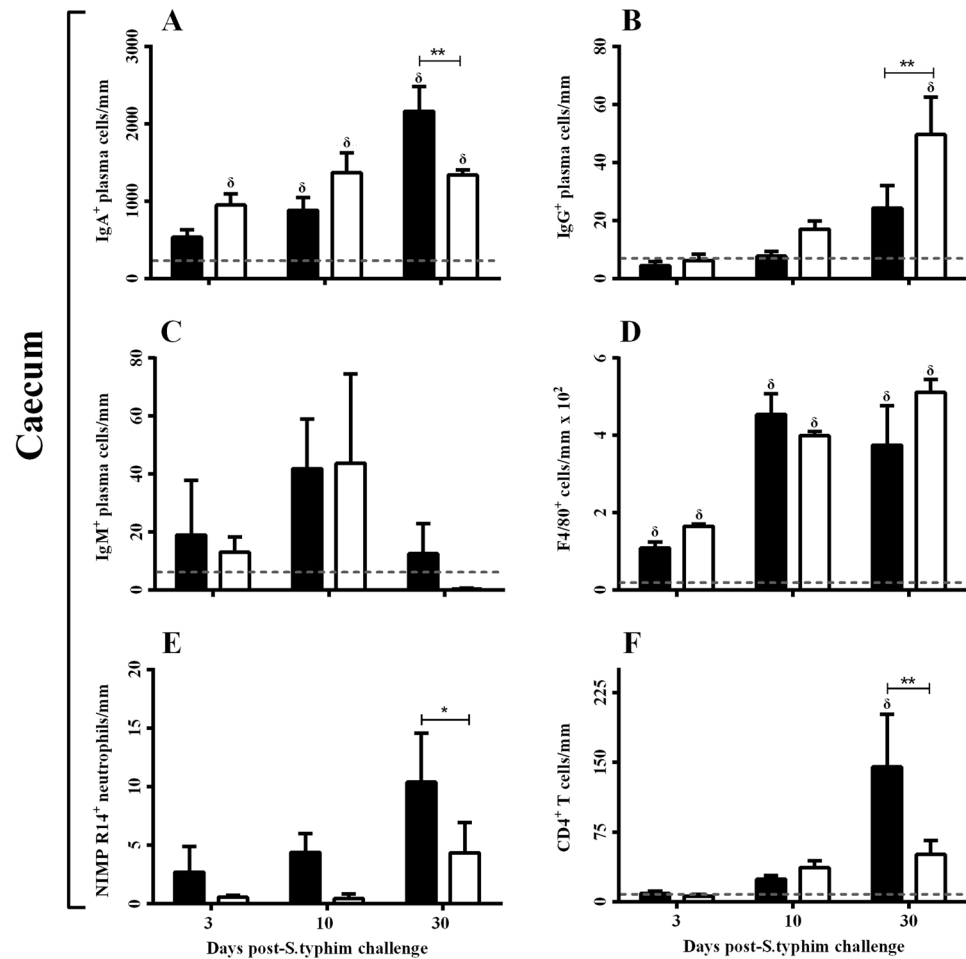 Caecum
A
IgA+ plasma cells/mm
3000
2000
1000
0
δ
δ
δ
δ
δ
**
B
IgG+ plasma cells/mm
80
60
40
20
0
δ
**
C
IgM+ plasma cells/mm
80
60
40
20
0
D
F4/80+ cells/mm x 10²
6
4
2
0
δ
δ
δ
δ
δ
δ
E
NIMP R14+ neutrophils/mm
20
15
10
5
0
*
3 10 30
Days post-S.typhim challenge
F
CD4+ T cells/mm
225
150
75
0
δ
**
3 10 30
Days post-S.typhim challenge